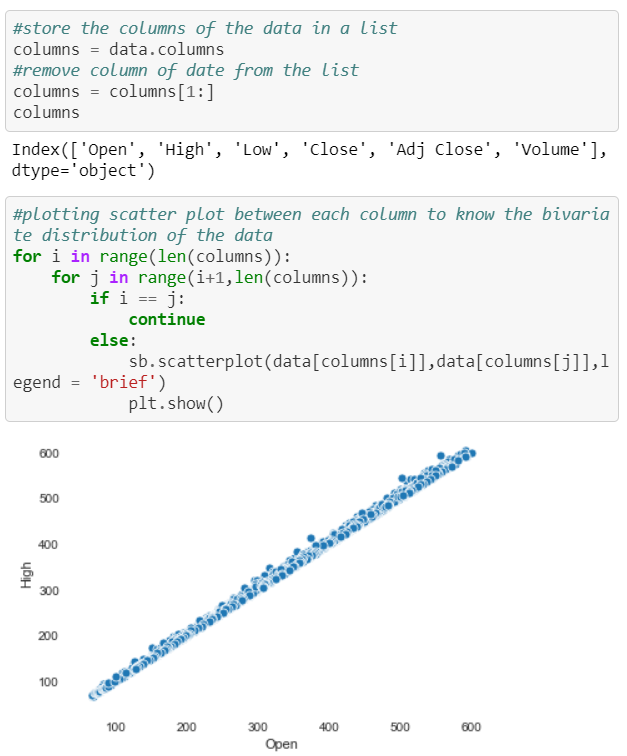 #store the columns of the data in a list
columns = data.columns
#remove column of date from the list
columns = columns[1:]
columns
Index(['Open', 'High', 'Low', 'Close', 'Adj Close', 'Volume'],
dtype='object')
#plotting scatter plot between each column to know the bivaria
te distribution of the data
for i in range(len(columns)):
    for j in range(i+1,len(columns)):
        if i == j:
            continue
        else:
            sb.scatterplot(data[columns[i]],data[columns[j]],l
egend = 'brief')
            plt.show()
600
500
400
300
200
100
High
100 200 300 400 500 600
Open